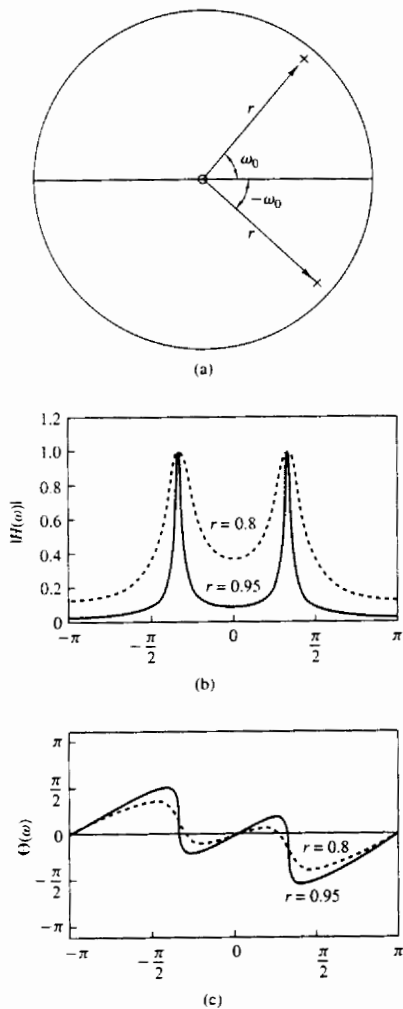 r
ω₀
−ω₀
r
(a)
1.2
1.0
0.8
0.6
0.4
0.2
0
|H(ω)|
r = 0.8
r = 0.95
−π
−π/2
0
π/2
π
(b)
π
π/2
0
−π/2
−π
Θ(ω)
r = 0.8
r = 0.95
−π
−π/2
0
π/2
π
(c)